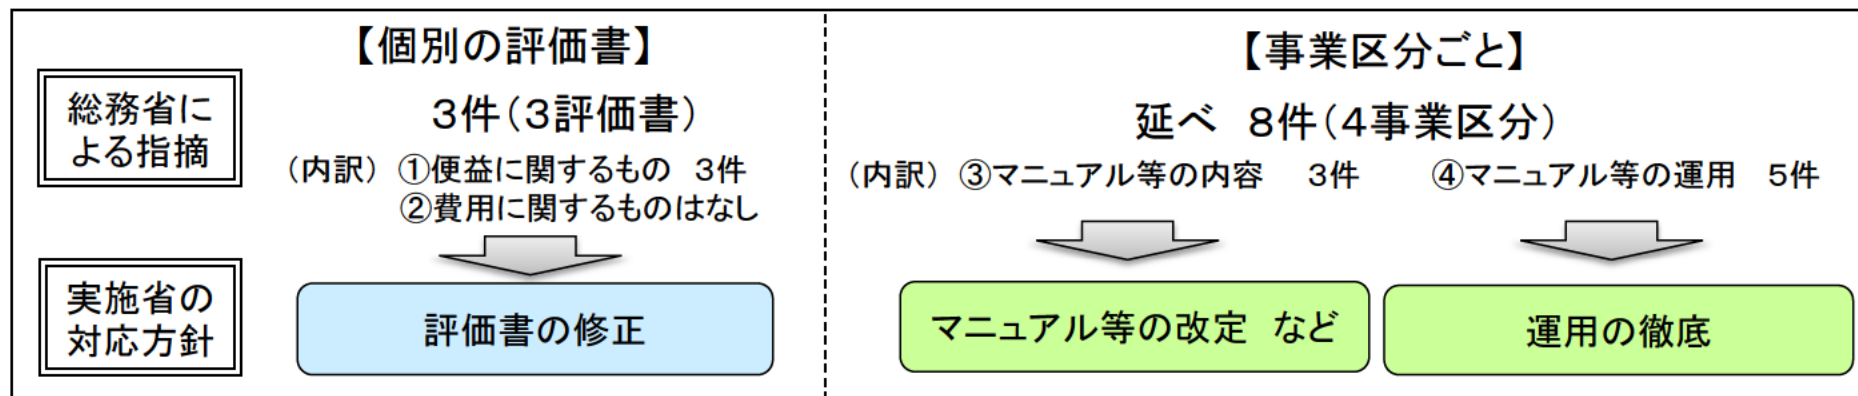 【個別の評価書】
総務省に
よる指摘
3件(3評価書)
(内訳) ①便益に関するもの 3件
②費用に関するものはなし
実施省の
対応方針
評価書の修正
【事業区分ごと】
延べ 8件(4事業区分)
(内訳) ③マニュアル等の内容 3件 ④マニュアル等の運用 5件
マニュアル等の改定 など
運用の徹底